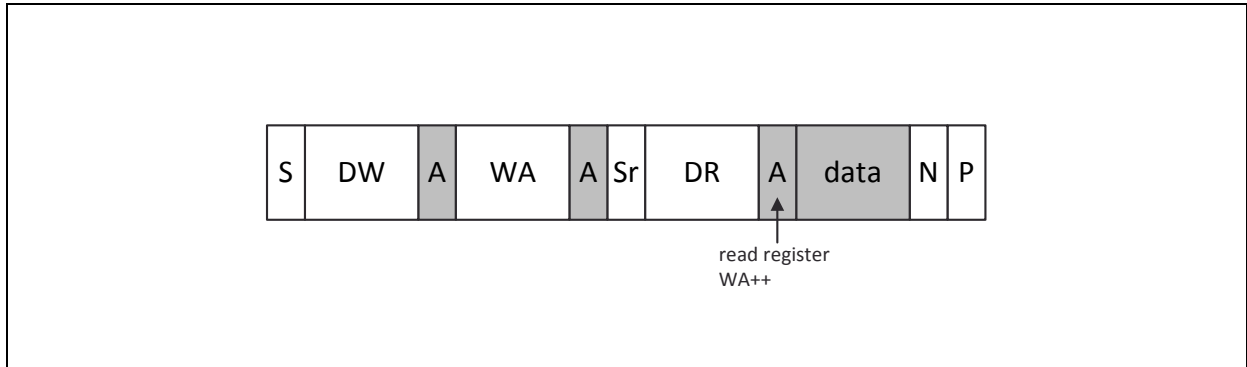 S DW A WA A Sr DR A data N P
read register
WA++